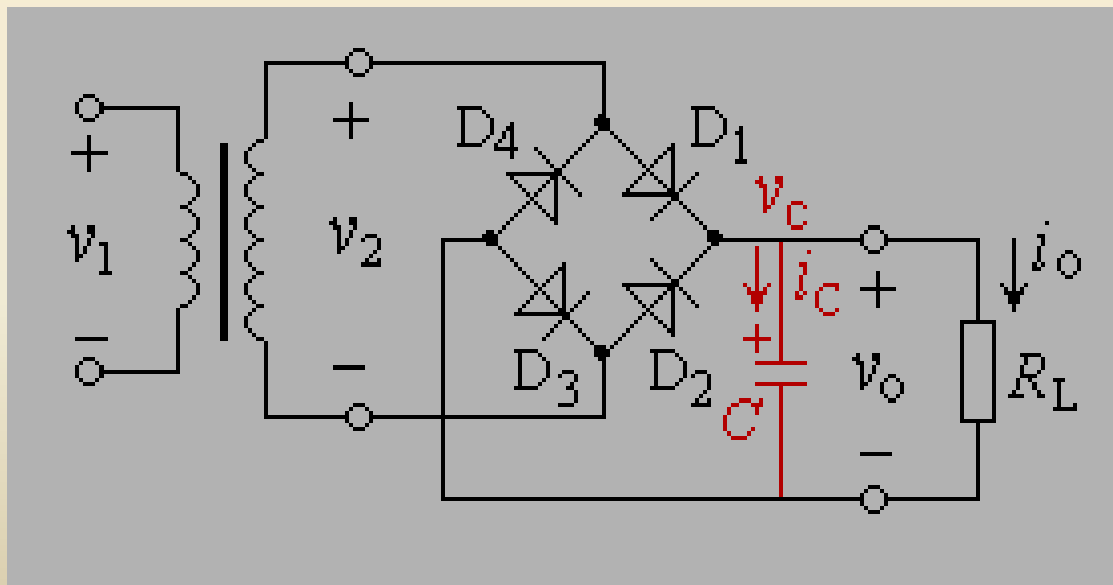 D4
D1
+
+
v1
v2
vC
iC
iO
+
+
−
−
D3
D2
C
vO
RL
−